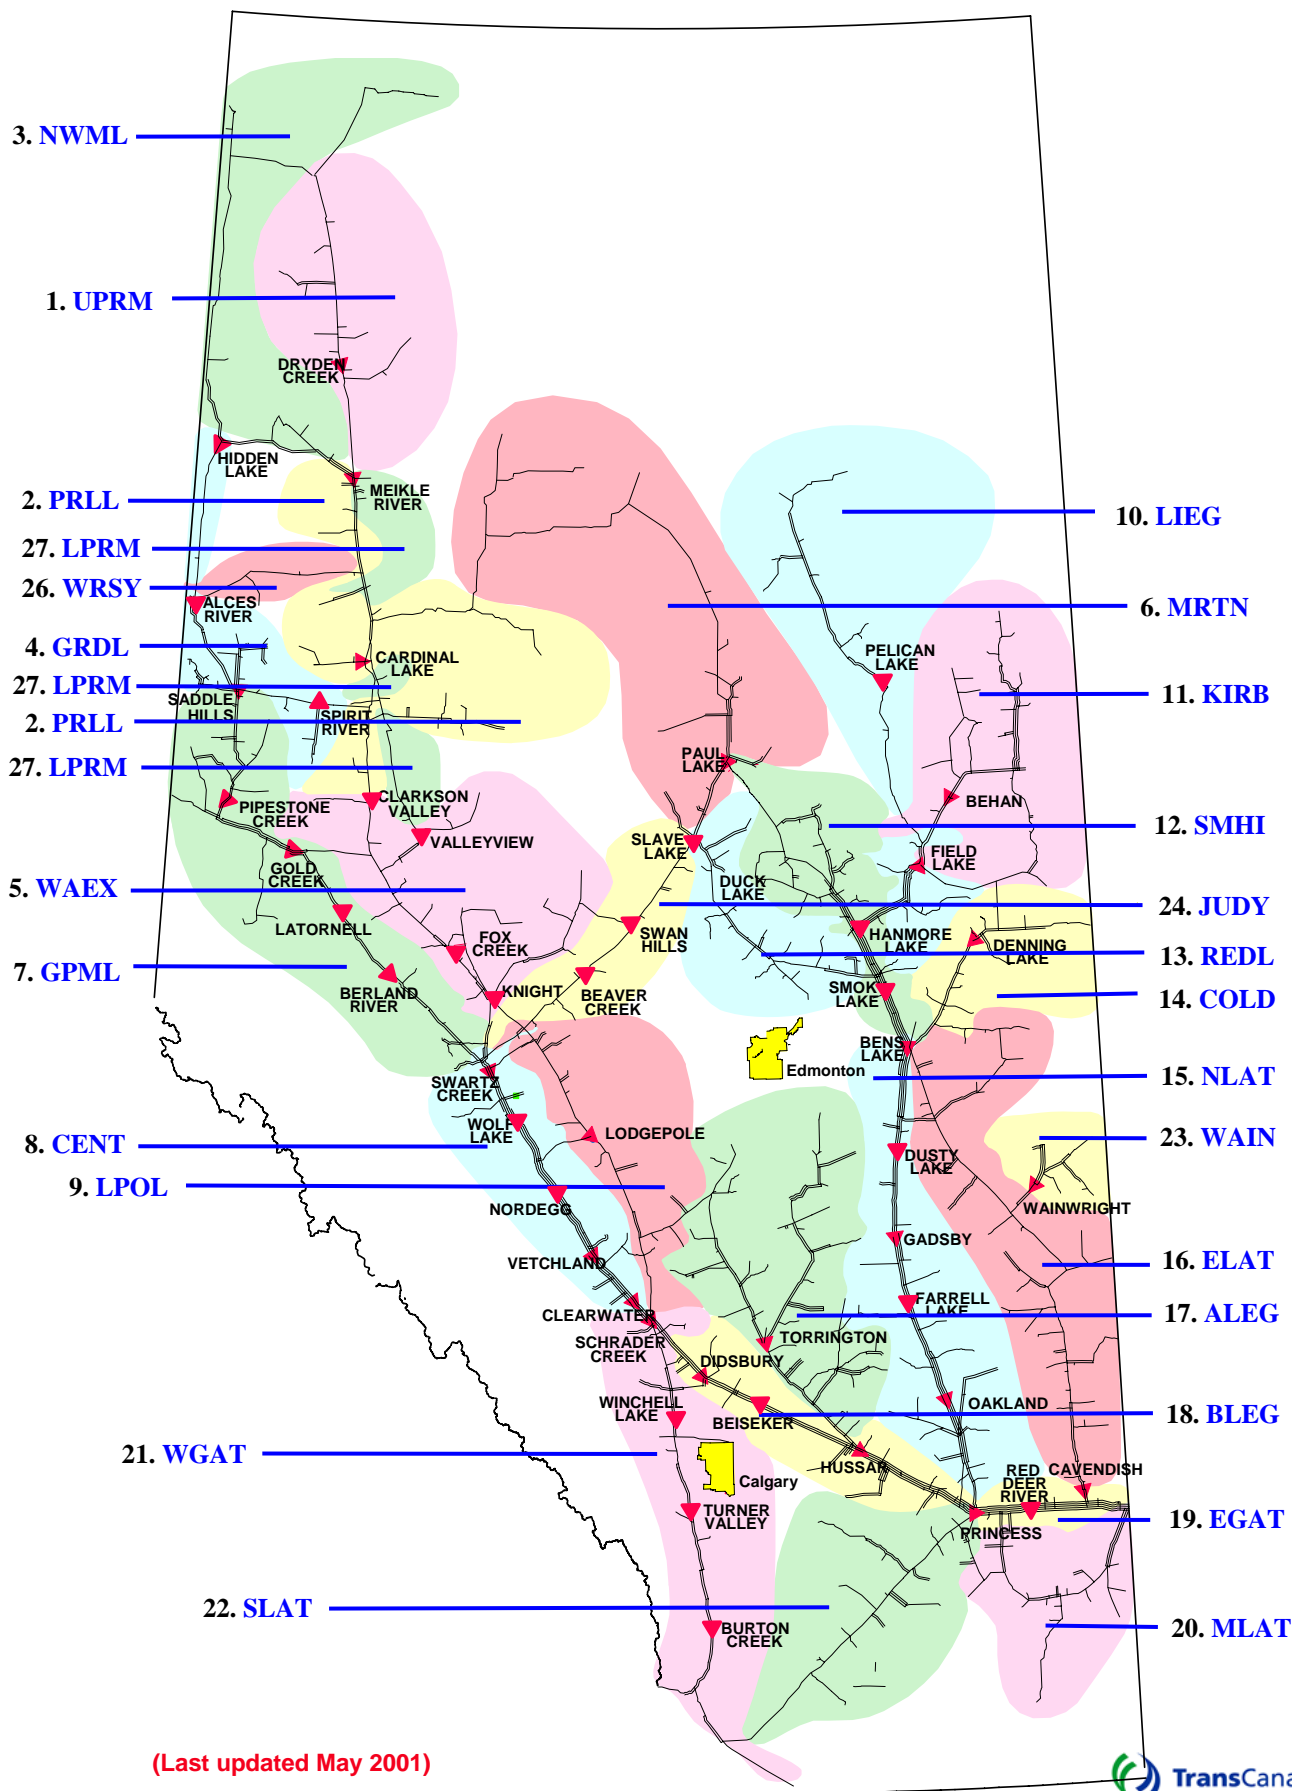 3. NWML
1. UPRM
DRYDEN
CREEK
HIDDEN
LAKE
MEIKLE
RIVER
2. PRLL
10. LIEG
27. LPRM
26. WRSY
ALCES
RIVER
6. MRTN
4. GRDL
CARDINAL
LAKE
PELICAN
LAKE
27. LPRM
11. KIRB
SADDLE
HILLS
SPIRIT
RIVER
2. PRLL
PAUL
LAKE
27. LPRM
PIPESTONE
CREEK
CLARKSON
VALLEY
BEHAN
VALLEYVIEW
SLAVE
LAKE
12. SMHI
GOLD
CREEK
FIELD
LAKE
5. WAEX
DUCK
LAKE
24. JUDY
LATORNELL
FOX
CREEK
SWAN
HILLS
HANMORE
LAKE
DENNING
LAKE
13. REDL
7. GPML
BERLAND
RIVER
KNIGHT
BEAVER
CREEK
SMOKY
LAKE
14. COLD
BENS
LAKE
Edmonton
SWARTZ
CREEK
15. NLAT
WOLF
LAKE
LODGEPOLE
8. CENT
23. WAIN
DUSTY
LAKE
9. LPOL
NORDEGG
WAINWRIGHT
GADSBY
VETCHLAND
16. ELAT
CLEARWATER
FARRELL
LAKE
17. ALEG
SCHRADER
CREEK
TORRINGTON
DIDSBURY
WINCHELL
LAKE
BEISEKER
OAKLAND
18. BLEG
21. WGAT
HUSSAR
RED
DEER
RIVER
CAVENDISH
Calgary
TURNER
VALLEY
PRINCESS
19. EGAT
22. SLAT
BURTON
CREEK
20. MLAT
(Last updated May 2001)
TransCana